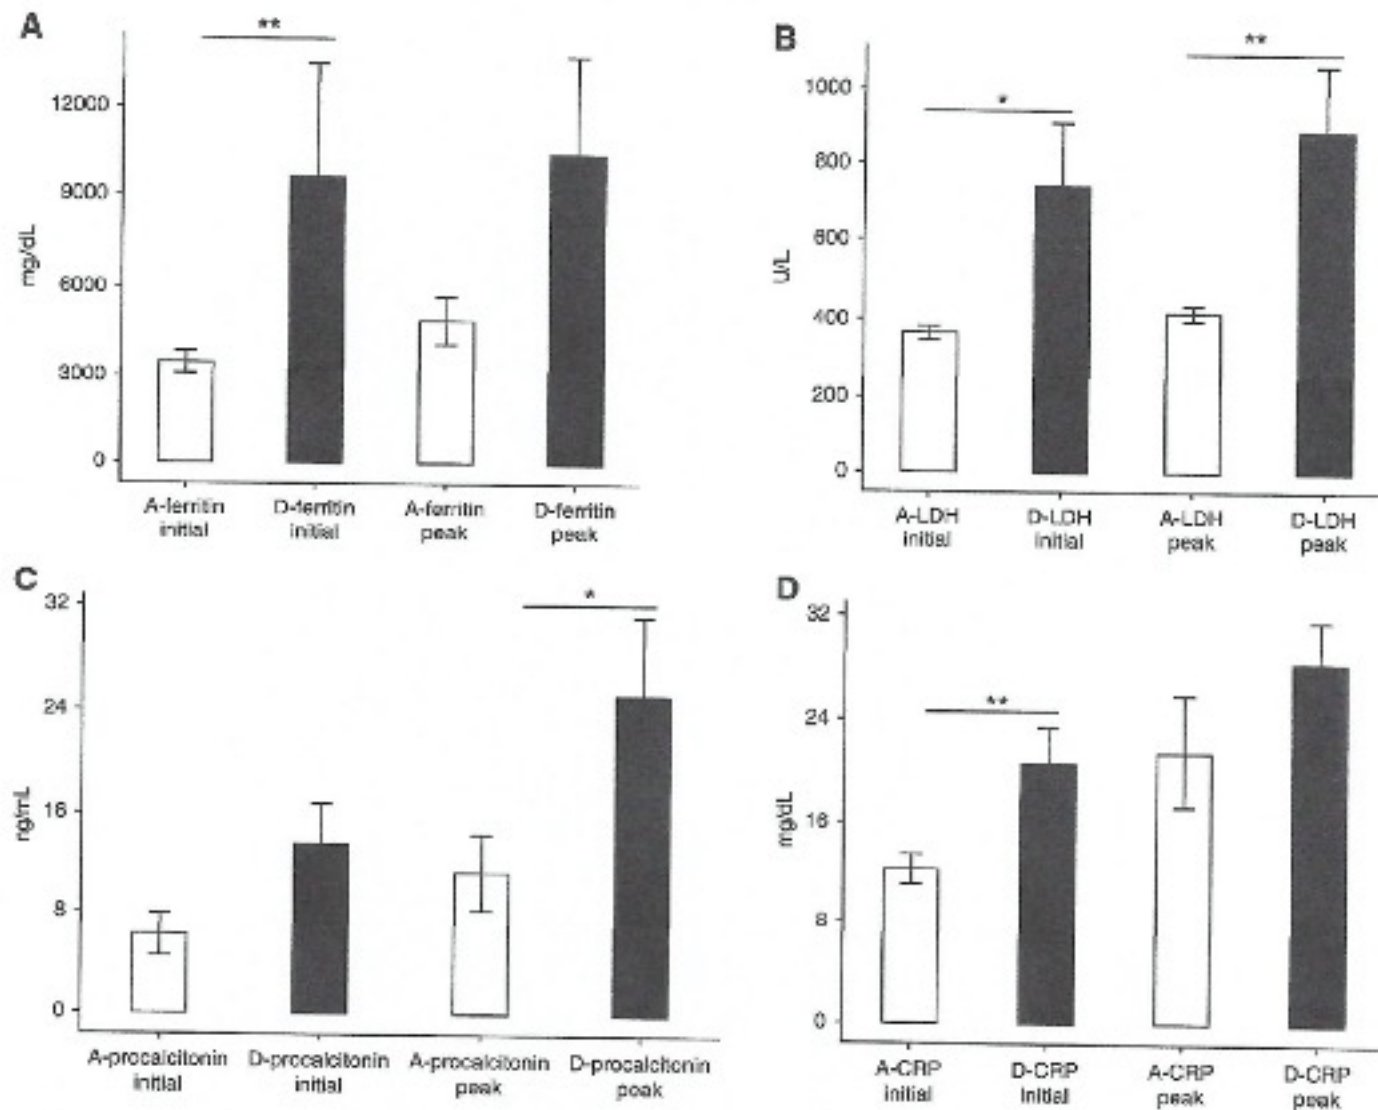 A
**
12000
9000
6000
3000
0
mg/dL
A-ferritin
initial
D-ferritin
initial
A-ferritin
peak
D-ferritin
peak
B
*
**
1000
800
600
400
200
0
U/L
A-LDH
initial
D-LDH
initial
A-LDH
peak
D-LDH
peak
C
*
32
24
16
8
0
ng/mL
A-procalcitonin
initial
D-procalcitonin
initial
A-procalcitonin
peak
D-procalcitonin
peak
D
**
32
24
16
8
0
mg/dL
A-CRP
initial
D-CRP
initial
A-CRP
peak
D-CRP
peak